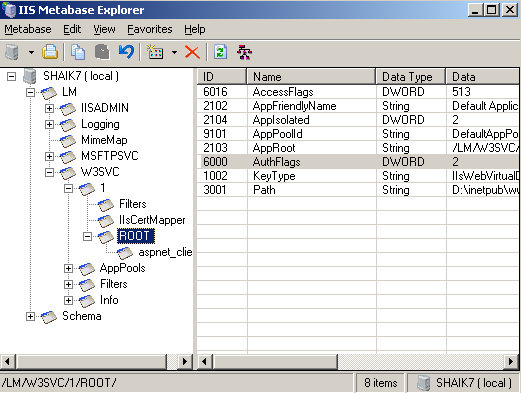 IIS Metabase Explorer
Metabase Edit View Favorites Help
SHAIK7 ( local )
LM
IISADMIN
Logging
MimeMap
MSFTPSVC
W3SVC
1
Filters
IIsCertMapper
ROOT
aspnet_clie
AppPools
Filters
Info
Schema
ID Name Data Type Data
6016 AccessFlags DWORD 513
2102 AppFriendlyName String Default Applic
2104 AppIsolated DWORD 2
9101 AppPoolId String DefaultAppPo
2103 AppRoot String /LM/W3SVC/
6000 AuthFlags DWORD 2
1002 KeyType String IIsWebVirtualD
3001 Path String D:\inetpub\ww
/LM/W3SVC/1/ROOT/ 8 items SHAIK7 ( local )